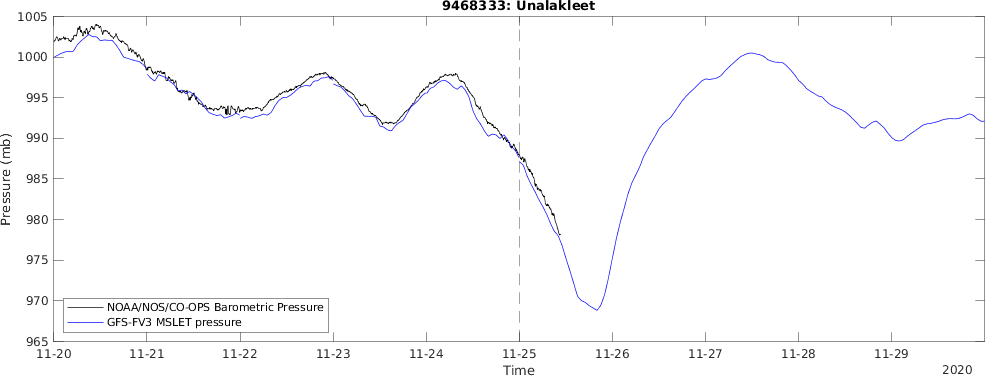 9468333: Unalakleet
1005
1000
995
990
985
980
975
970
965
Pressure (mb)
NOAA/NOS/CO-OPS Barometric Pressure
GFS-FV3 MSLET pressure
11-20 11-21 11-22 11-23 11-24 11-25 11-26 11-27 11-28 11-29
Time
2020